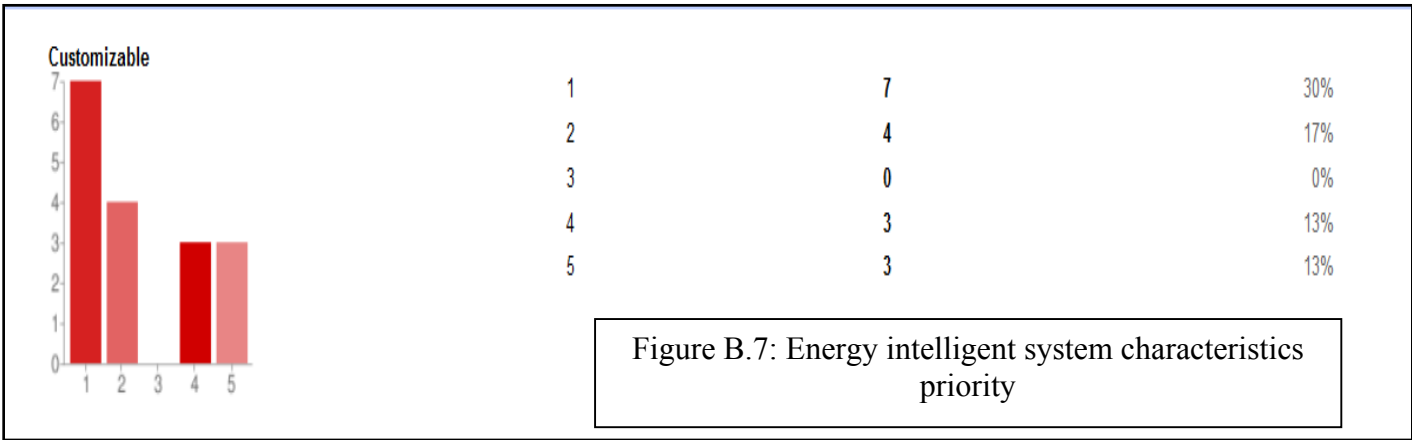 Customizable
7
6
5
4
3
2
1
0
1 2 3 4 5
1 7 30%
2 4 17%
3 0 0%
4 3 13%
5 3 13%
Figure B.7: Energy intelligent system characteristics
priority